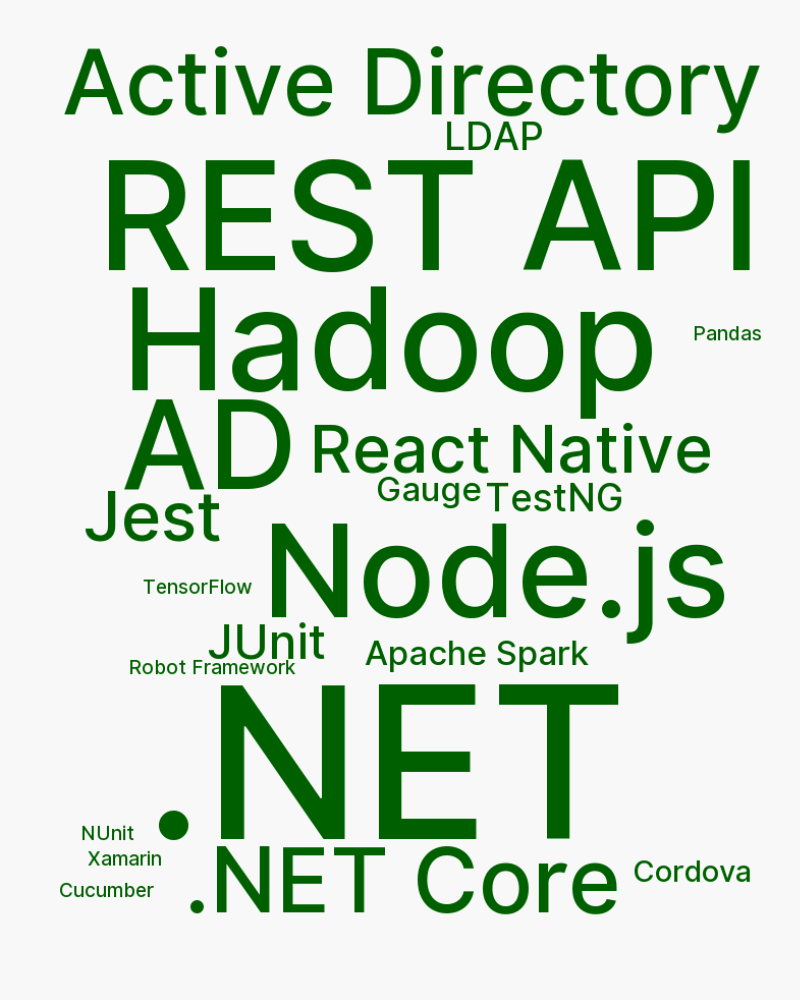 Active Directory
LDAP
REST API
Hadoop
Pandas
AD
React Native
Gauge
TestNG
Jest
Node.js
TensorFlow
JUnit
Apache Spark
Robot Framework
.NET
NUnit
Xamarin
.NET Core
Cordova
Cucumber